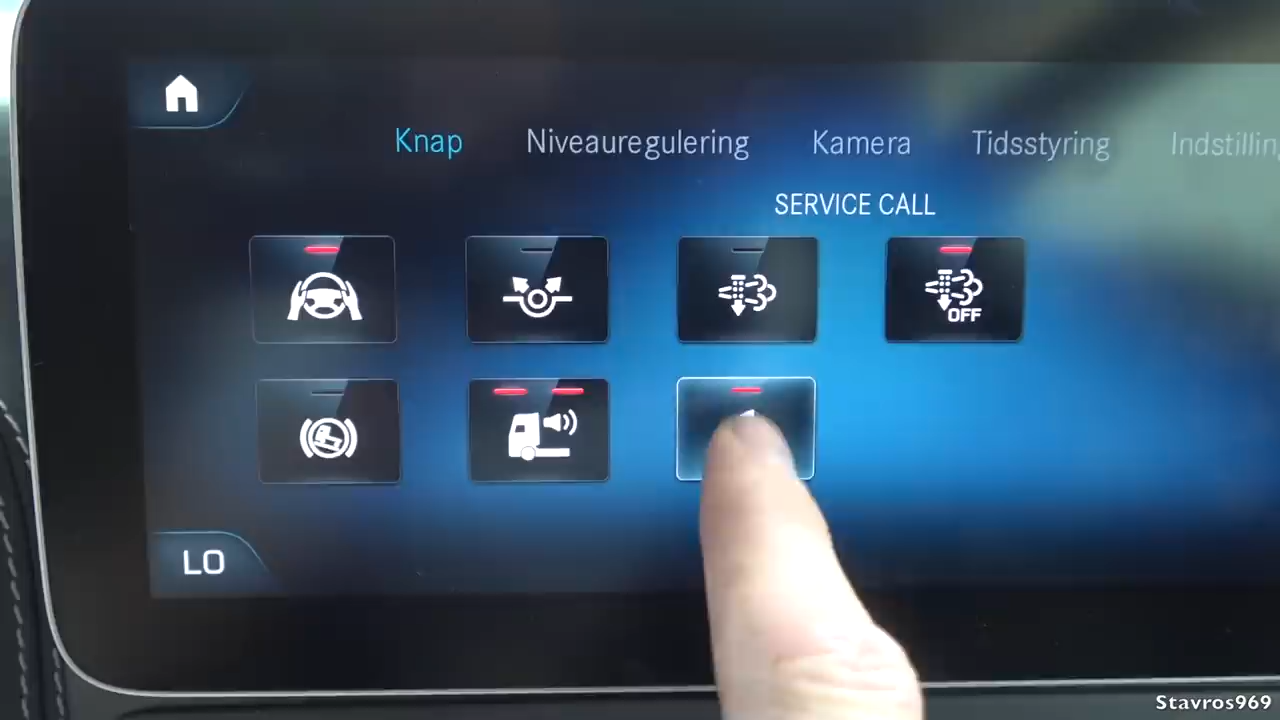 Knap Niveauregulering Kamera Tidsstyring Indstillin
SERVICE CALL
OFF
LO
Stavros969